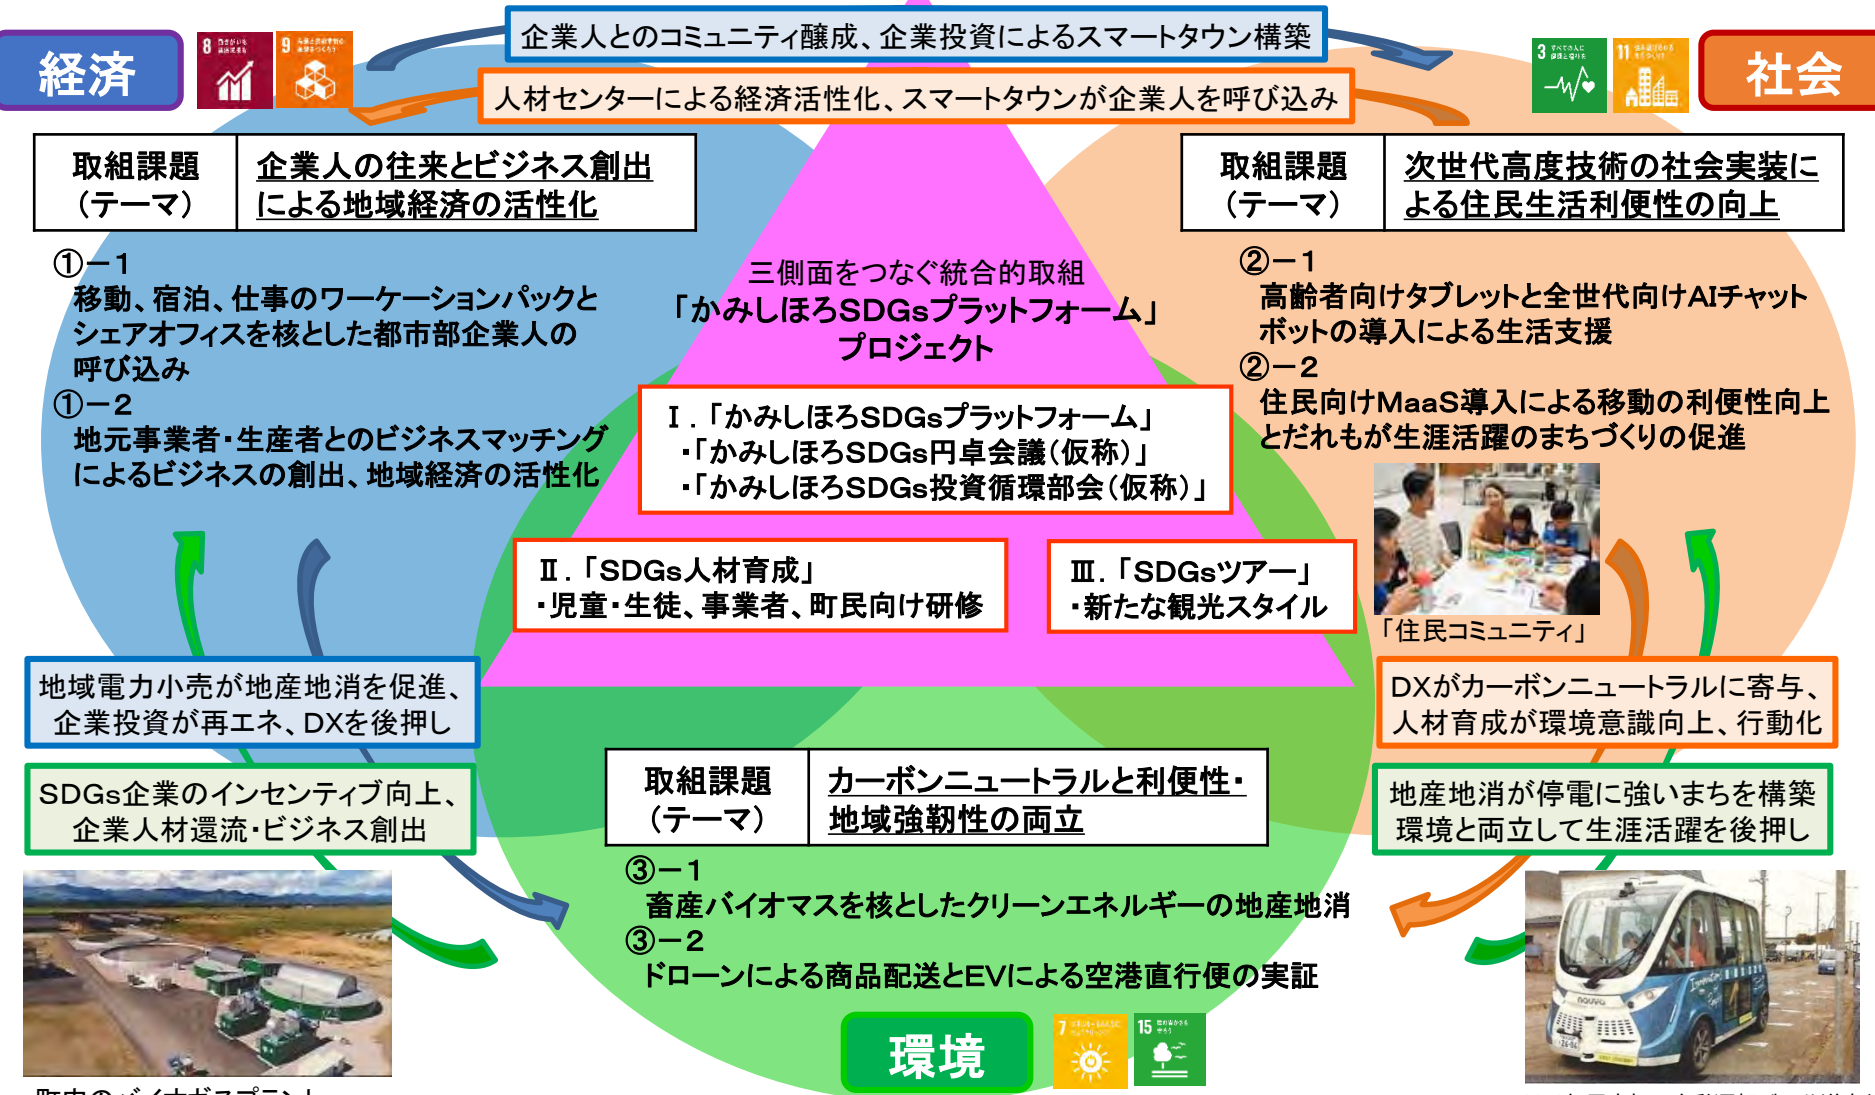 企業人とのコミュニティ醸成、企業投資によるスマートタウン構築
人材センターによる経済活性化、スマートタウンが企業人を呼び込み
経済
8
9
3 すべての人に
健康と福祉を
11
社会
取組課題
(テーマ)
企業人の往来とビジネス創出
による地域経済の活性化
①－1
移動、宿泊、仕事のワーケーションパックと
シェアオフィスを核とした都市部企業人の
呼び込み
①－2
地元事業者・生産者とのビジネスマッチング
によるビジネスの創出、地域経済の活性化
取組課題
(テーマ)
次世代高度技術の社会実装に
よる住民生活利便性の向上
②－1
高齢者向けタブレットと全世代向けAIチャット
ボットの導入による生活支援
②－2
住民向けMaaS導入による移動の利便性向上
とだれもが生涯活躍のまちづくりの促進
「住民コミュニティ」
三側面をつなぐ統合的取組
「かみしほろSDGsプラットフォーム」
プロジェクト
Ⅰ．「かみしほろSDGsプラットフォーム」
・「かみしほろSDGs円卓会議(仮称)」
・「かみしほろSDGs投資循環部会(仮称)」
Ⅱ．「SDGs人材育成」
・児童・生徒、事業者、町民向け研修
Ⅲ．「SDGsツアー」
・新たな観光スタイル
地域電力小売が地産地消を促進、
企業投資が再エネ、DXを後押し
SDGs企業のインセンティブ向上、
企業人材還流・ビジネス創出
DXがカーボンニュートラルに寄与、
人材育成が環境意識向上、行動化
地産地消が停電に強いまちを構築
環境と両立して生涯活躍を後押し
取組課題
(テーマ)
カーボンニュートラルと利便性・
地域強靭性の両立
③－1
畜産バイオマスを核としたクリーンエネルギーの地産地消
③－2
ドローンによる商品配送とEVによる空港直行便の実証
環境
7
15
navya